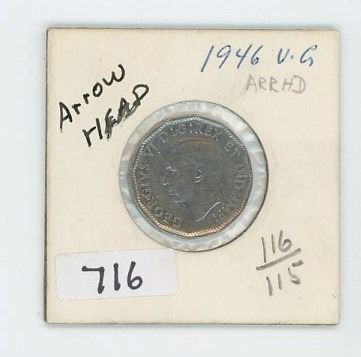 1946 V.G
ARRHD
Arrow
HEAD
GEORGIVS VI D:G:REX ET IND:IMP:
116
115
716